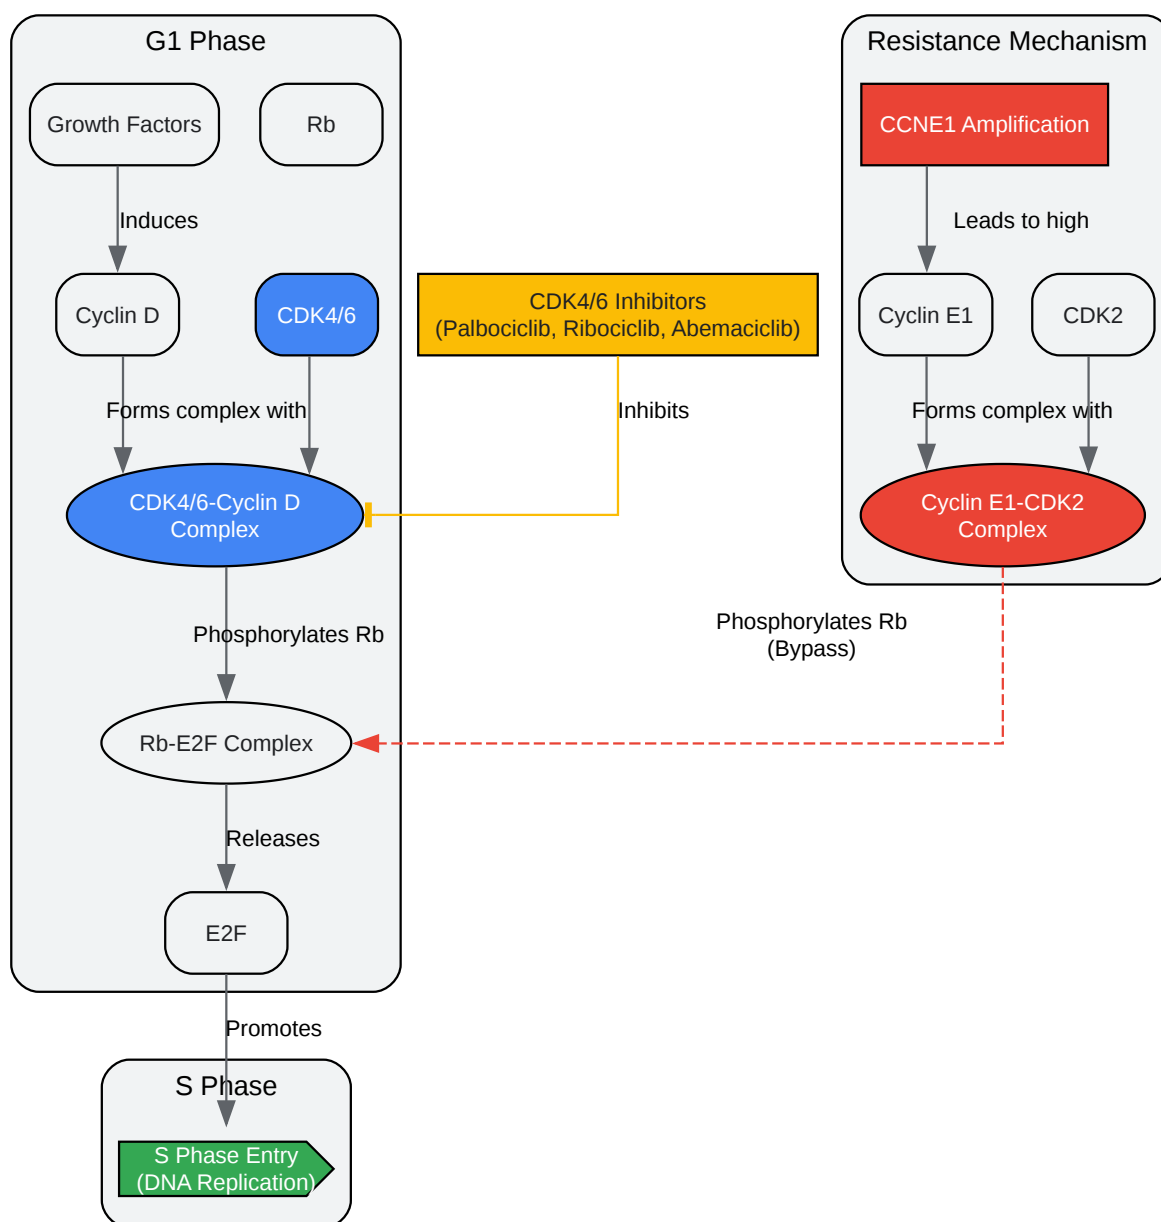 G1 Phase
Growth Factors
Rb
Induces
Cyclin D
CDK4/6
Forms complex with
CDK4/6-Cyclin D
Complex
Phosphorylates Rb
Rb-E2F Complex
Releases
E2F
Promotes
S Phase
S Phase Entry
(DNA Replication)
CDK4/6 Inhibitors
(Palbociclib, Ribociclib, Abemaciclib)
Inhibits
Resistance Mechanism
CCNE1 Amplification
Leads to high
Cyclin E1
CDK2
Forms complex with
Cyclin E1-CDK2
Complex
Phosphorylates Rb
(Bypass)